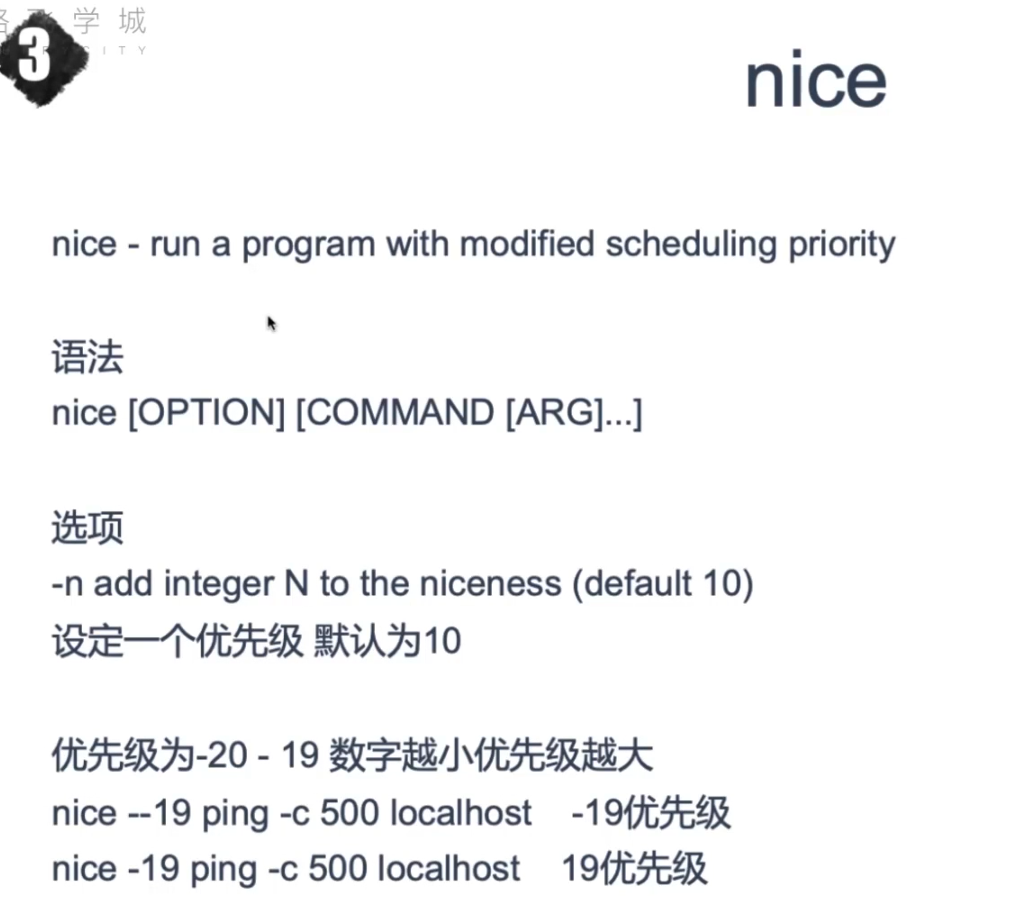 学城
3
CITY
nice
nice - run a program with modified scheduling priority
语法
nice [OPTION] [COMMAND [ARG]...]
选项
-n add integer N to the niceness (default 10)
设定一个优先级 默认为10
优先级为-20 - 19 数字越小优先级越大
nice --19 ping -c 500 localhost -19优先级
nice -19 ping -c 500 localhost 19优先级